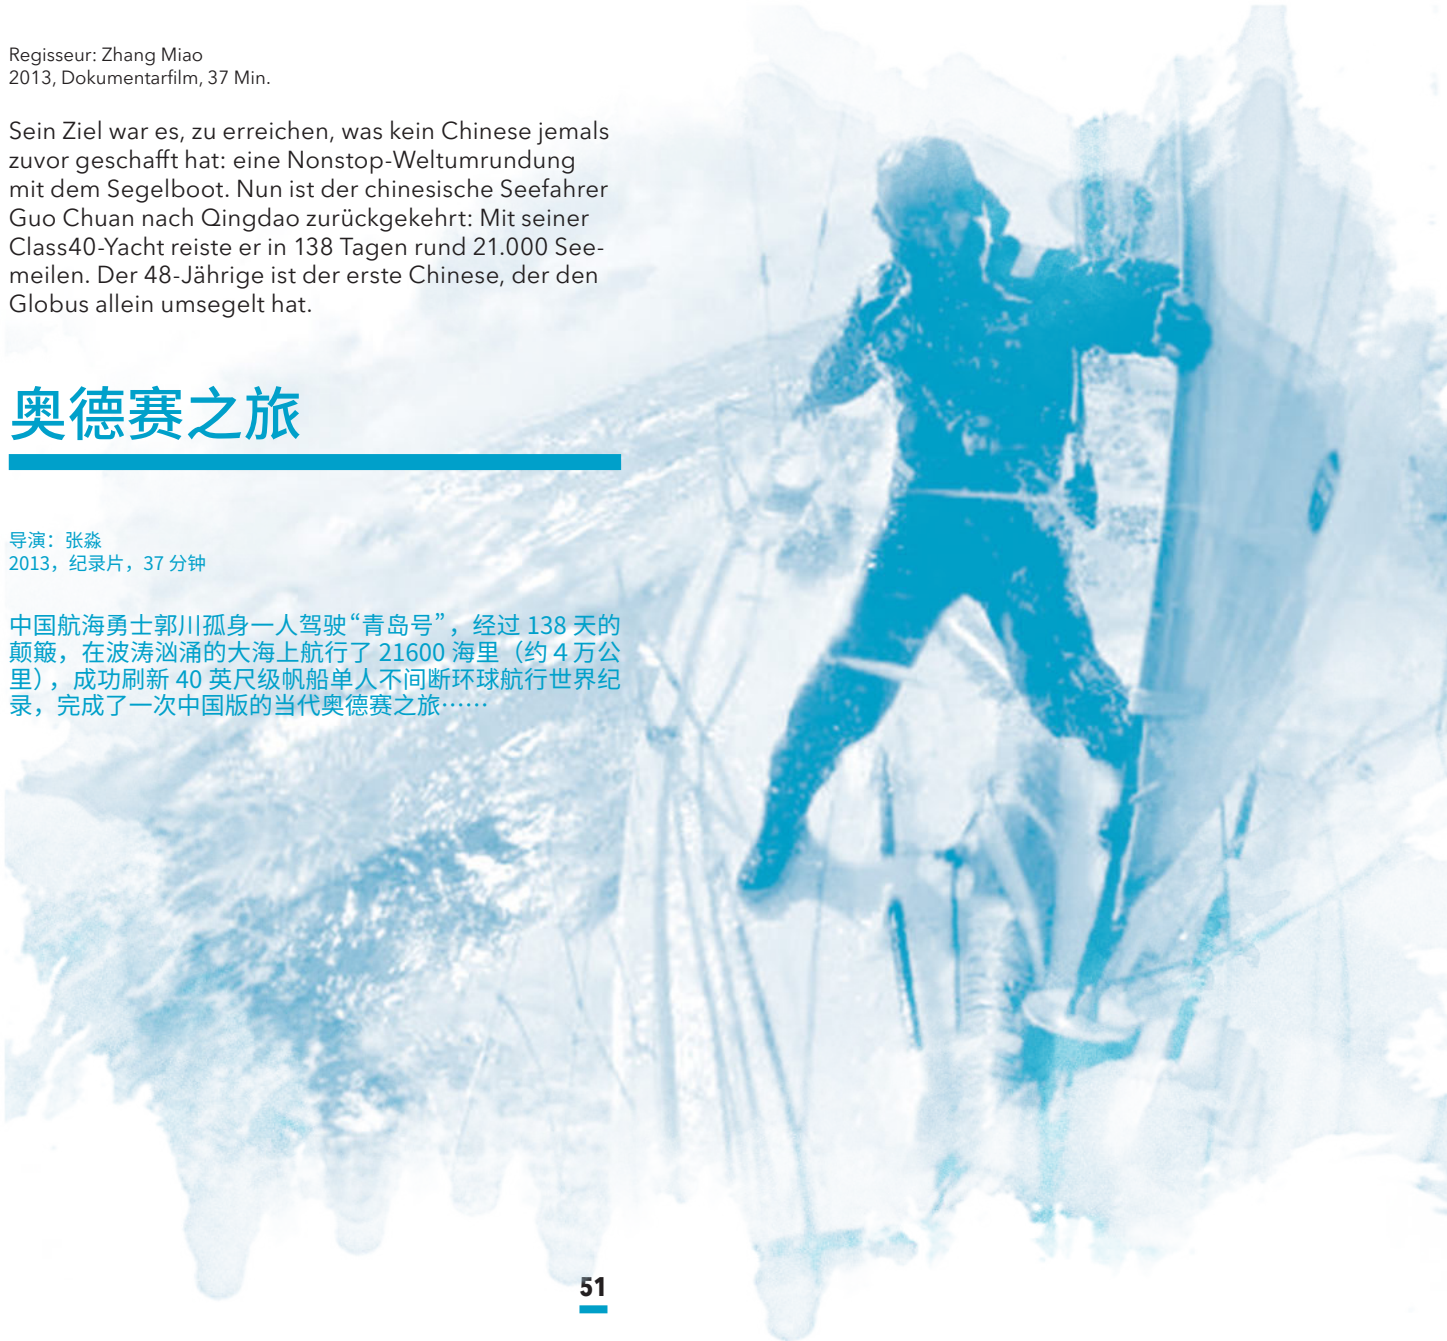 Regisseur: Zhang Miao
2013, Dokumentarfilm, 37 Min.
Sein Ziel war es, zu erreichen, was kein Chinese jemals
zuvor geschafft hat: eine Nonstop-Weltumrundung
mit dem Segelboot. Nun ist der chinesische Seefahrer
Guo Chuan nach Qingdao zurückgekehrt: Mit seiner
Class40-Yacht reiste er in 138 Tagen rund 21.000 See-
meilen. Der 48-Jährige ist der erste Chinese, der den
Globus allein umsegelt hat.
奥德赛之旅
导演：张淼
2013，纪录片，37 分钟
中国航海勇士郭川孤身一人驾驶“青岛号”，经过 138 天的
颠簸，在波涛汹涌的大海上航行了 21600 海里（约 4 万公
里），成功刷新 40 英尺级帆船单人不间断环球航行世界纪
录，完成了一次中国版的当代奥德赛之旅……
51